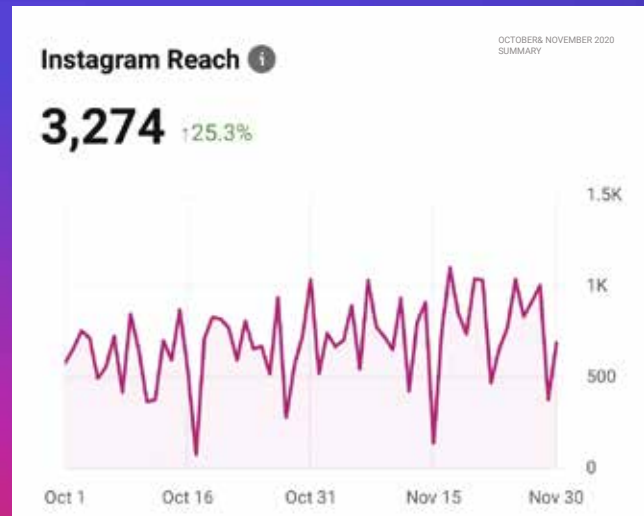 OCTOBER& NOVEMBER 2020
SUMMARY
Instagram Reach i
3,274 ↑25.3%
1.5K
1K
500
0
Oct 1 Oct 16 Oct 31 Nov 15 Nov 30